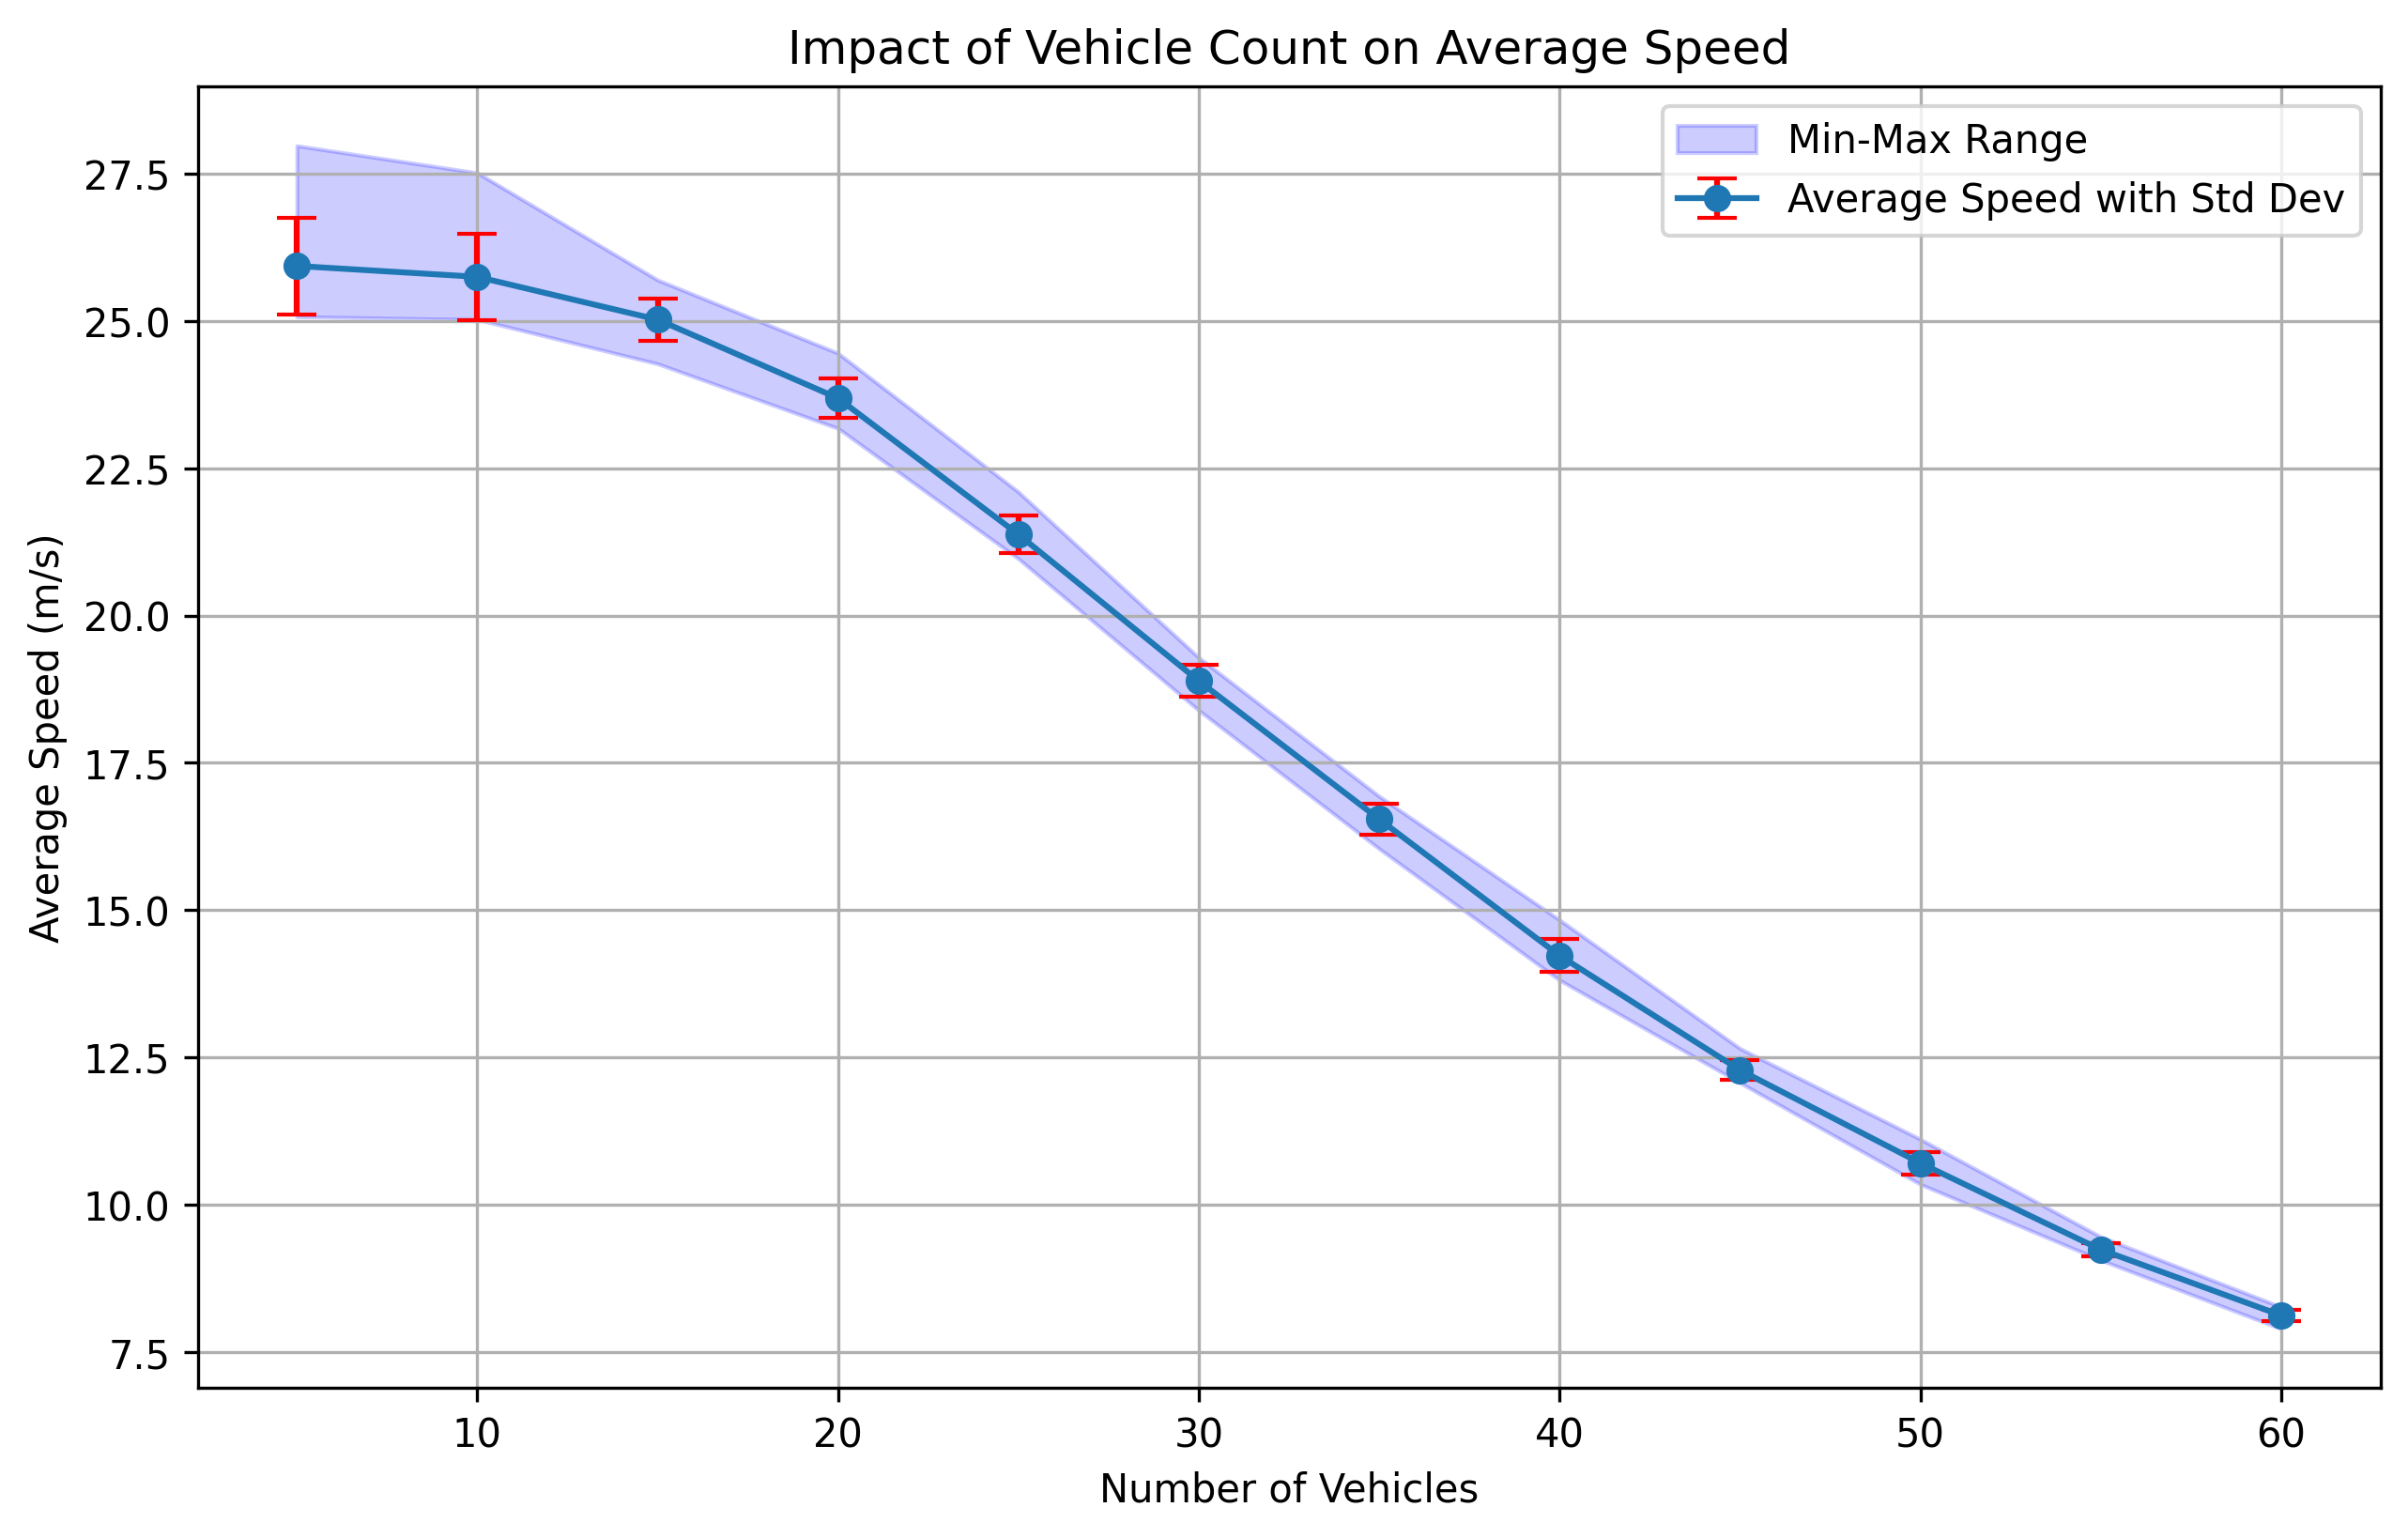 Impact of Vehicle Count on Average Speed
Min-Max Range
Average Speed with Std Dev
27.5
25.0
22.5
20.0
17.5
15.0
12.5
10.0
7.5
Average Speed (m/s)
10 20 30 40 50 60
Number of Vehicles